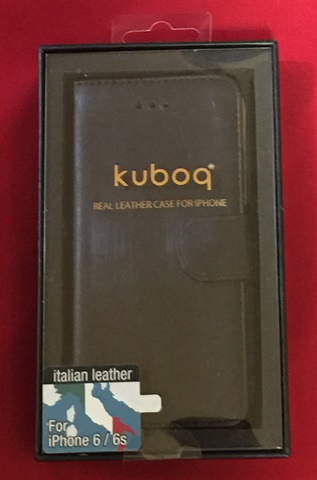 kuboq®
REAL LEATHER CASE FOR IPHONE
italian leather
For
iPhone 6 / 6s